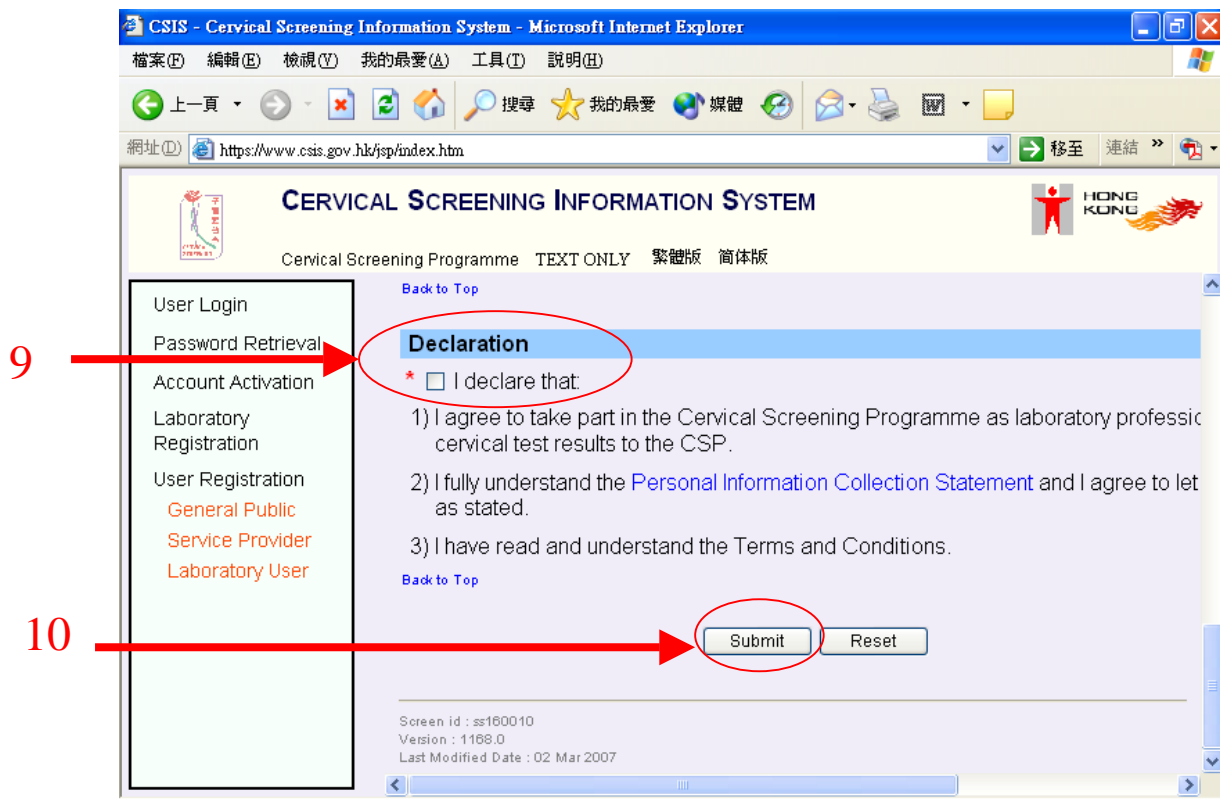 CSIS - Cervical Screening Information System - Microsoft Internet Explorer
檔案(F) 編輯(E) 檢視(V) 我的最愛(A) 工具(T) 說明(H)
上一頁 搜尋 我的最愛 媒體
網址(D) https://www.csis.gov.hk/jsp/index.htm 移至 連結 »
CERVICAL SCREENING INFORMATION SYSTEM
HONG
KONG
Cervical Screening Programme TEXT ONLY 繁體版 简体版
User Login
Password Retrieval
Account Activation
Laboratory
Registration
User Registration
General Public
Service Provider
Laboratory User
Back to Top
9
Declaration
* I declare that:
1) I agree to take part in the Cervical Screening Programme as laboratory professic
cervical test results to the CSP.
2) I fully understand the Personal Information Collection Statement and I agree to let
as stated.
3) I have read and understand the Terms and Conditions.
Back to Top
10
Submit Reset
Screen id : ss160010
Version : 1168.0
Last Modified Date : 02 Mar 2007